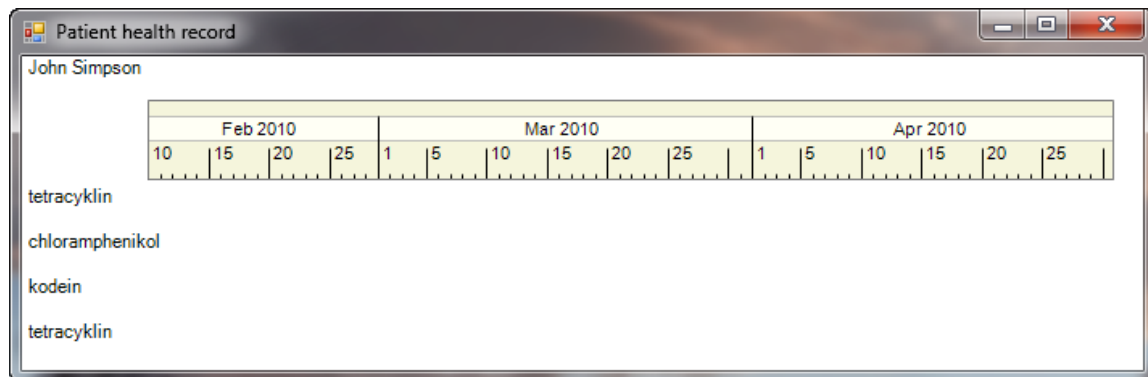 Patient health record
John Simpson
Feb 2010 Mar 2010 Apr 2010
10 15 20 25 1 5 10 15 20 25 1 5 10 15 20 25
tetracyklin
chloramphenikol
kodein
tetracyklin